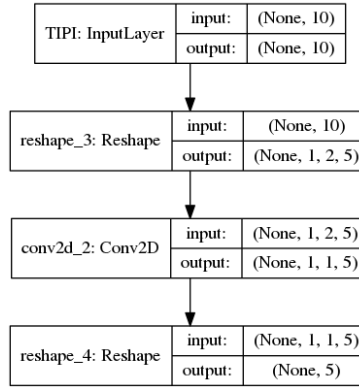 TIPI: InputLayer
input: (None, 10)
output: (None, 10)
reshape_3: Reshape
input: (None, 10)
output: (None, 1, 2, 5)
conv2d_2: Conv2D
input: (None, 1, 2, 5)
output: (None, 1, 1, 5)
reshape_4: Reshape
input: (None, 1, 1, 5)
output: (None, 5)